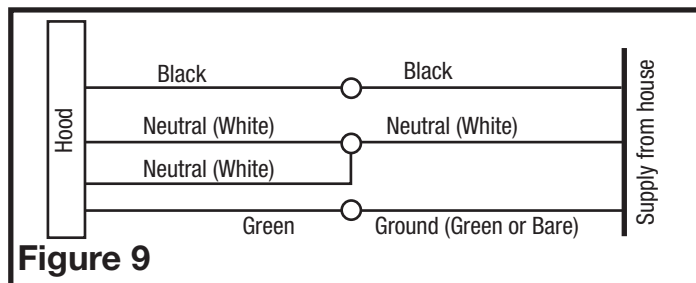 Hood
Black
Black
Neutral (White)
Neutral (White)
Neutral (White)
Green
Ground (Green or Bare)
Supply from house
Figure 9